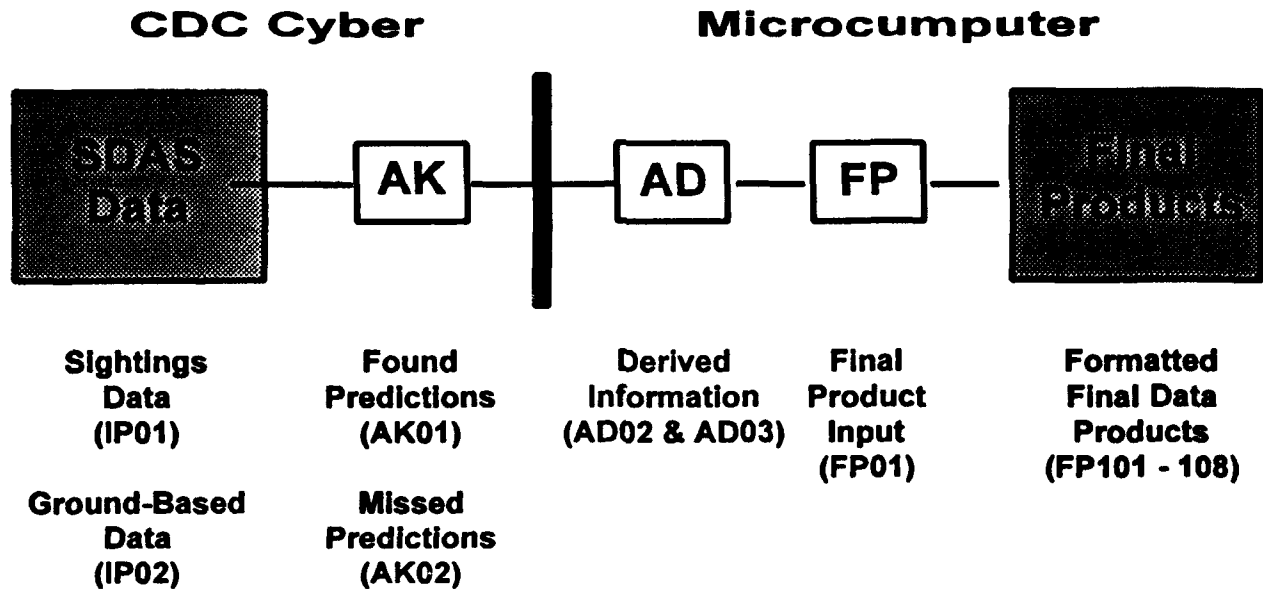 CDC Cyber
Microcumputer
SDAS
Data
AK
AD
FP
Final
Products
Sightings
Data
(IP01)
Found
Predictions
(AK01)
Derived
Information
(AD02 & AD03)
Final
Product
Input
(FP01)
Formatted
Final Data
Products
(FP101 - 108)
Ground-Based
Data
(IP02)
Missed
Predictions
(AK02)